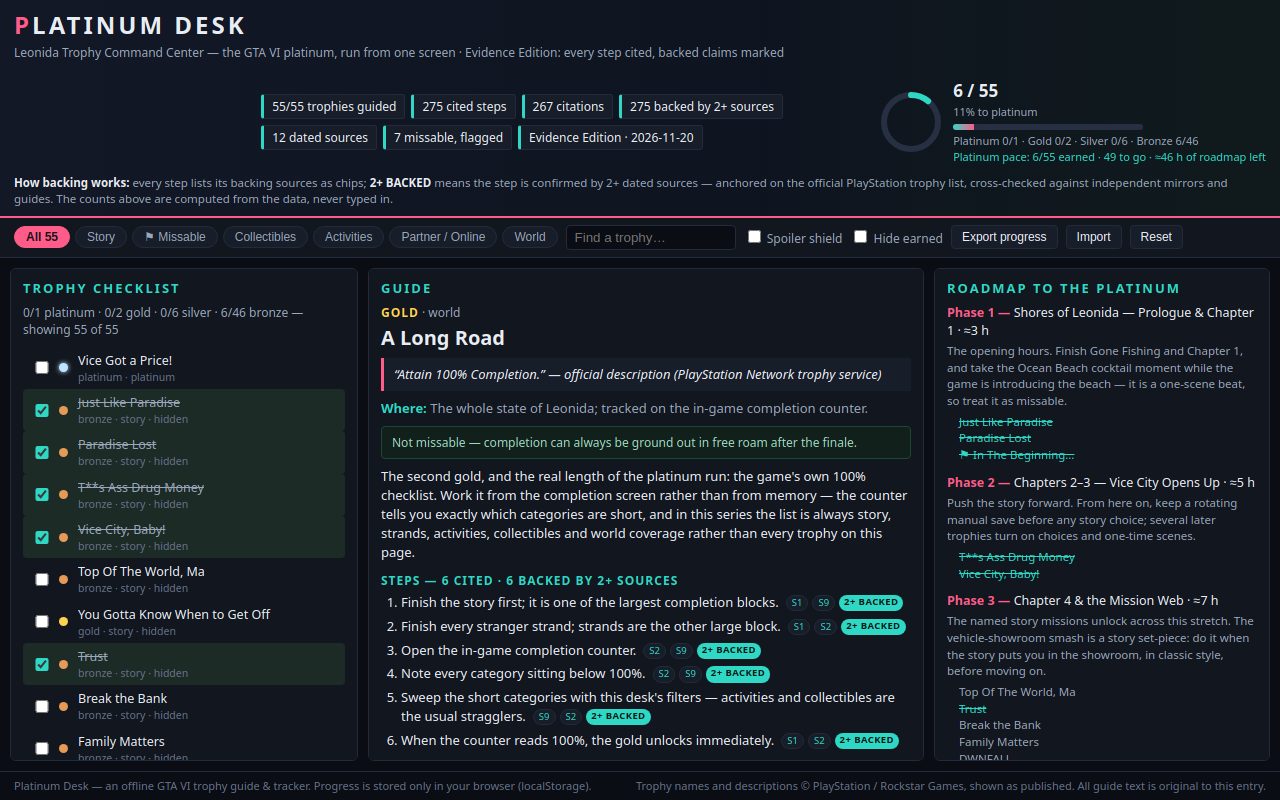 PLATINUM DESK
Leonida Trophy Command Center — the GTA VI platinum, run from one screen · Evidence Edition: every step cited, backed claims marked
55/55 trophies guided
275 cited steps
267 citations
275 backed by 2+ sources
12 dated sources
7 missable, flagged
Evidence Edition · 2026-11-20
6 / 55
11% to platinum
Platinum 0/1 · Gold 0/2 · Silver 0/6 · Bronze 6/46
Platinum pace: 6/55 earned · 49 to go · ≈46 h of roadmap left
How backing works: every step lists its backing sources as chips; 2+ BACKED means the step is confirmed by 2+ dated sources — anchored on the official PlayStation trophy list, cross-checked against independent mirrors and
guides. The counts above are computed from the data, never typed in.
All 55
Story
⚑ Missable
Collectibles
Activities
Partner / Online
World
Find a trophy…
Spoiler shield
Hide earned
Export progress
Import
Reset
TROPHY CHECKLIST
0/1 platinum · 0/2 gold · 0/6 silver · 6/46 bronze —
showing 55 of 55
Vice Got a Price!
platinum · platinum
Just Like Paradise
bronze · story · hidden
Paradise Lost
bronze · story · hidden
T**s Ass Drug Money
bronze · story · hidden
Vice City, Baby!
bronze · story · hidden
Top Of The World, Ma
bronze · story · hidden
You Gotta Know When to Get Off
gold · story · hidden
Trust
bronze · story · hidden
Break the Bank
bronze · story · hidden
Family Matters
bronze · story · hidden
GUIDE
GOLD · world
A Long Road
“Attain 100% Completion.” — official description (PlayStation Network trophy service)
Where: The whole state of Leonida; tracked on the in-game completion counter.
Not missable — completion can always be ground out in free roam after the finale.
The second gold, and the real length of the platinum run: the game's own 100%
checklist. Work it from the completion screen rather than from memory — the counter
tells you exactly which categories are short, and in this series the list is always story,
strands, activities, collectibles and world coverage rather than every trophy on this
page.
STEPS — 6 CITED · 6 BACKED BY 2+ SOURCES
1. Finish the story first; it is one of the largest completion blocks. S1 S9 2+ BACKED
2. Finish every stranger strand; strands are the other large block. S1 S2 2+ BACKED
3. Open the in-game completion counter. S2 S9 2+ BACKED
4. Note every category sitting below 100%. S2 S9 2+ BACKED
5. Sweep the short categories with this desk's filters — activities and collectibles are
the usual stragglers. S9 S2 2+ BACKED
6. When the counter reads 100%, the gold unlocks immediately. S1 S2 2+ BACKED
ROADMAP TO THE PLATINUM
Phase 1 — Shores of Leonida — Prologue & Chapter
1 · ≈3 h
The opening hours. Finish Gone Fishing and Chapter 1,
and take the Ocean Beach cocktail moment while the
game is introducing the beach — it is a one-scene beat,
so treat it as missable.
Just Like Paradise
Paradise Lost
⚑ In The Beginning...
Phase 2 — Chapters 2–3 — Vice City Opens Up · ≈5 h
Push the story forward. From here on, keep a rotating
manual save before any story choice; several later
trophies turn on choices and one-time scenes.
T**s Ass Drug Money
Vice City, Baby!
Phase 3 — Chapter 4 & the Mission Web · ≈7 h
The named story missions unlock across this stretch. The
vehicle-showroom smash is a story set-piece: do it when
the story puts you in the showroom, in classic style,
before moving on.
Top Of The World, Ma
Trust
Break the Bank
Family Matters
DWNFALL
Platinum Desk — an offline GTA VI trophy guide & tracker. Progress is stored only in your browser (localStorage).
Trophy names and descriptions © PlayStation / Rockstar Games, shown as published. All guide text is original to this entry.